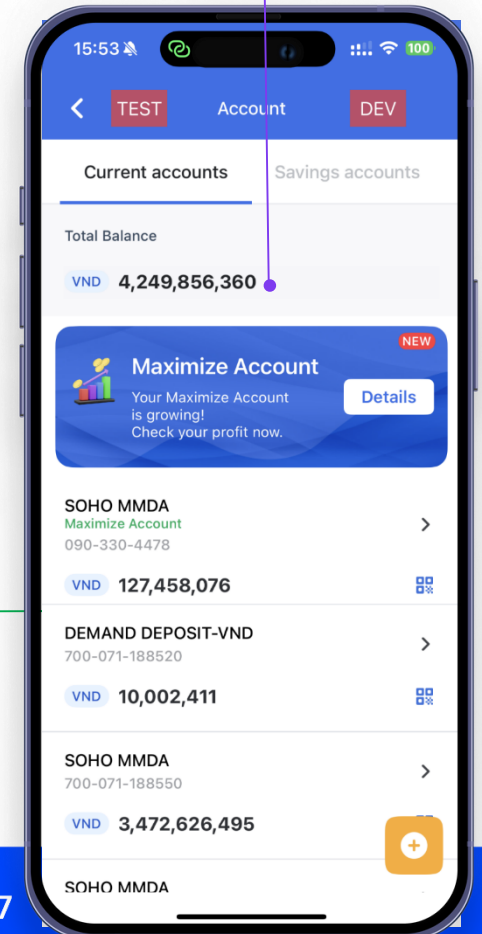 15:53
100
TEST Account DEV
Current accounts Savings accounts
Total Balance
VND 4,249,856,360
NEW
Maximize Account
Your Maximize Account
is growing!
Check your profit now.
Details
SOHO MMDA
Maximize Account
090-330-4478
VND 127,458,076
DEMAND DEPOSIT-VND
700-071-188520
VND 10,002,411
SOHO MMDA
700-071-188550
VND 3,472,626,495
SOHO MMDA
7